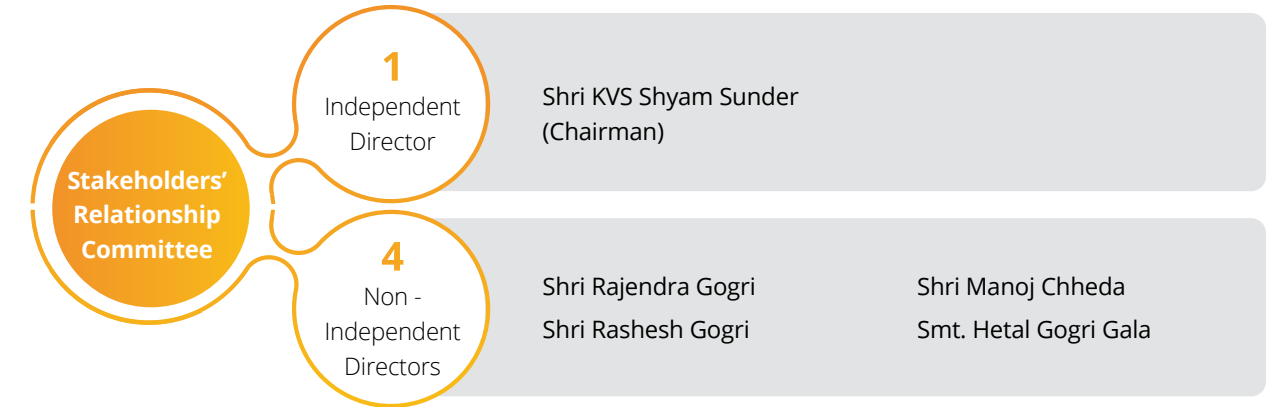 Stakeholders’
Relationship
Committee
1
Independent
Director
Shri KVS Shyam Sunder
(Chairman)
4
Non -
Independent
Directors
Shri Rajendra Gogri
Shri Rashesh Gogri
Shri Manoj Chheda
Smt. Hetal Gogri Gala